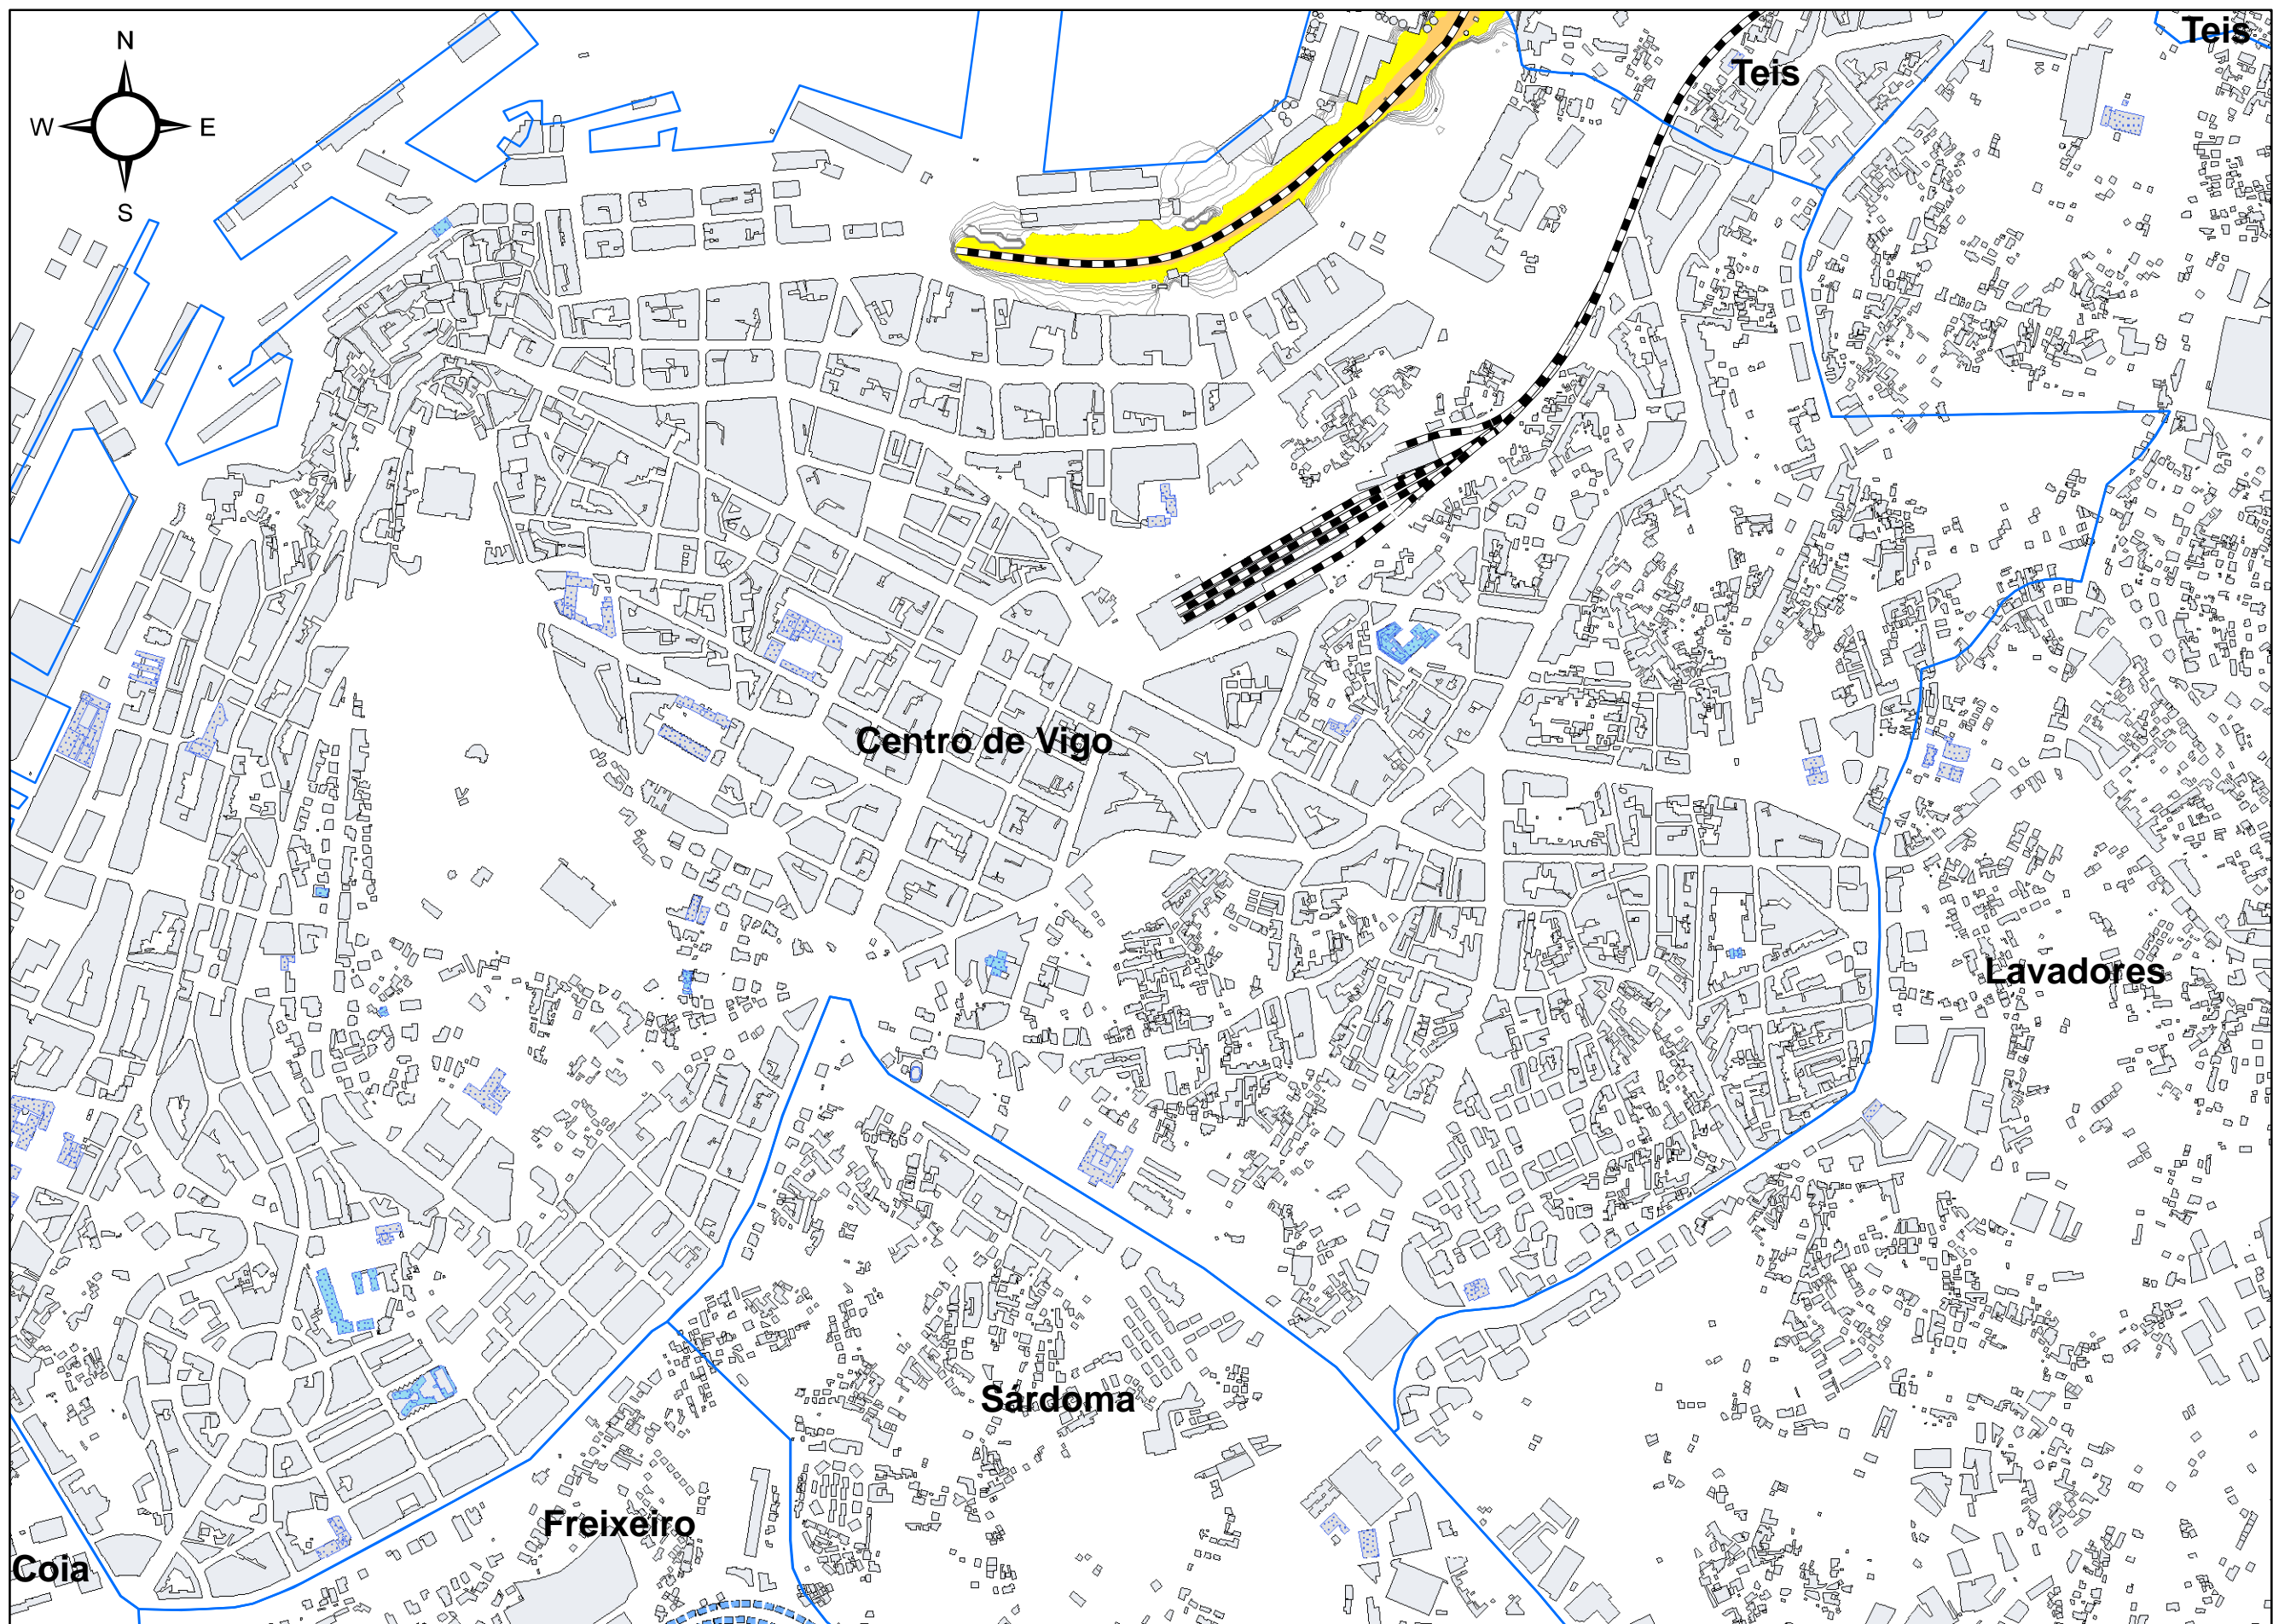 Teis
N
Teis
W E
S
Centro de Vigo
Lavadores
Sárdoma
Freixeiro
Coia